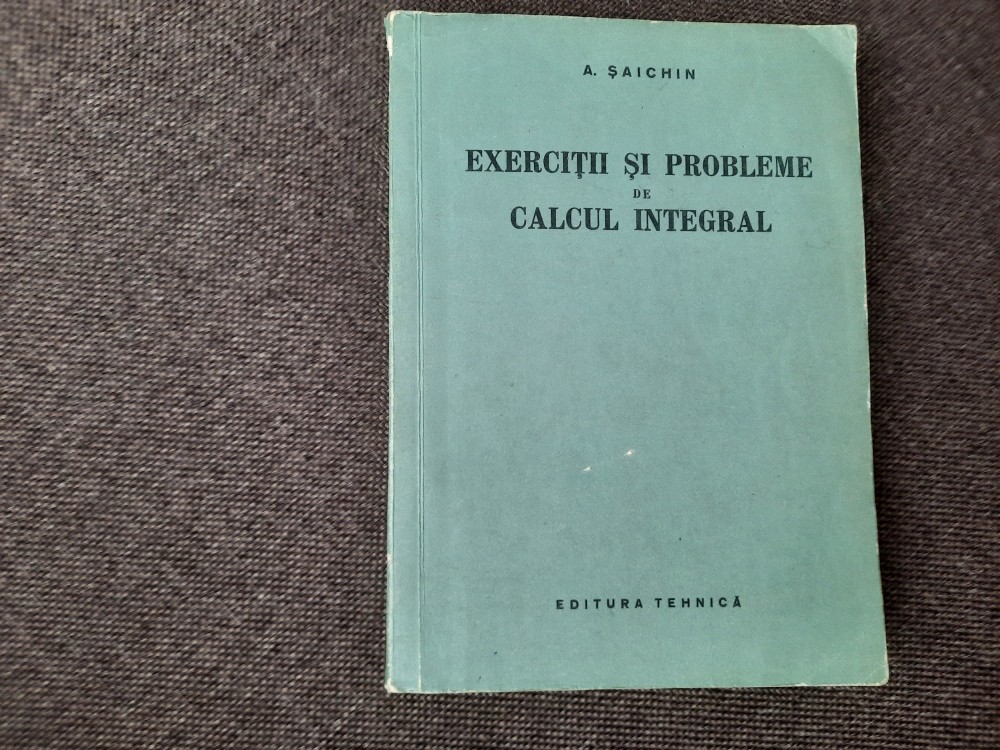 A. ŞAICHIN
EXERCIŢII ŞI PROBLEME
DE
CALCUL INTEGRAL
EDITURA TEHNICĂ